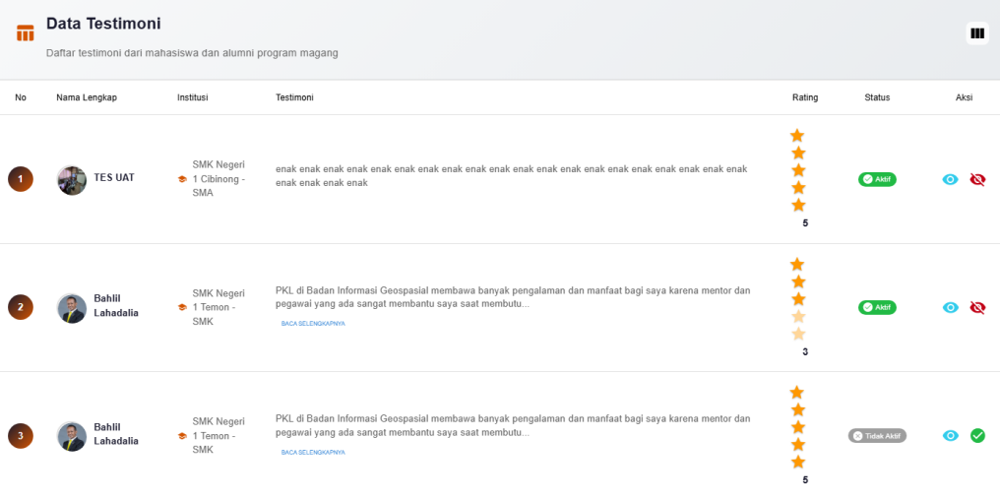 Data Testimoni
Daftar testimoni dari mahasiswa dan alumni program magang
No Nama Lengkap Institusi Testimoni Rating Status Aksi
1 TES UAT
SMK Negeri
1 Cibinong -
SMA
enak enak enak enak enak enak enak enak enak enak enak enak enak enak enak enak enak enak enak enak
enak enak enak enak
5
Aktif
2
Bahlil
Lahadalia
SMK Negeri
1 Temon -
SMK
PKL di Badan Informasi Geospasial membawa banyak pengalaman dan manfaat bagi saya karena mentor dan
pegawai yang ada sangat membantu saya saat membutu...
BACA SELENGKAPNYA
3
Aktif
3
Bahlil
Lahadalia
SMK Negeri
1 Temon -
SMK
PKL di Badan Informasi Geospasial membawa banyak pengalaman dan manfaat bagi saya karena mentor dan
pegawai yang ada sangat membantu saya saat membutu...
BACA SELENGKAPNYA
5
Tidak Aktif